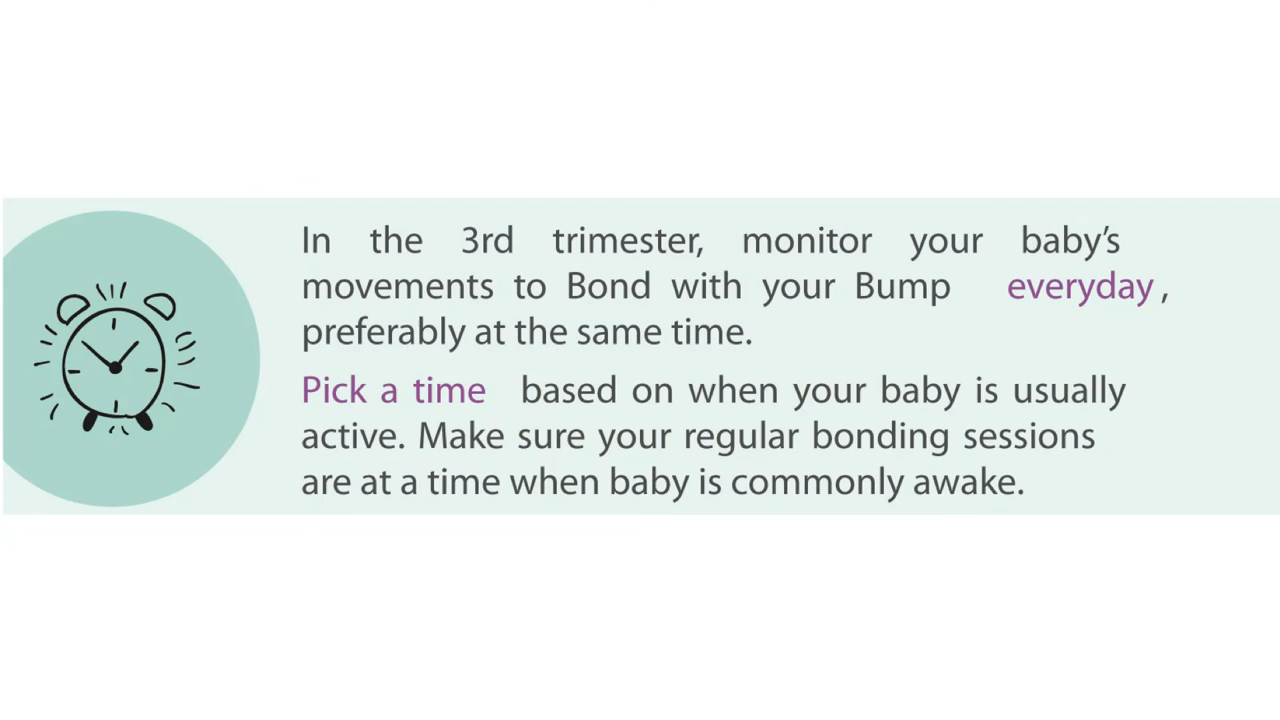 In the 3rd trimester, monitor your baby’s
movements to Bond with your Bump everyday ,
preferably at the same time.
Pick a time based on when your baby is usually
active. Make sure your regular bonding sessions
are at a time when baby is commonly awake.